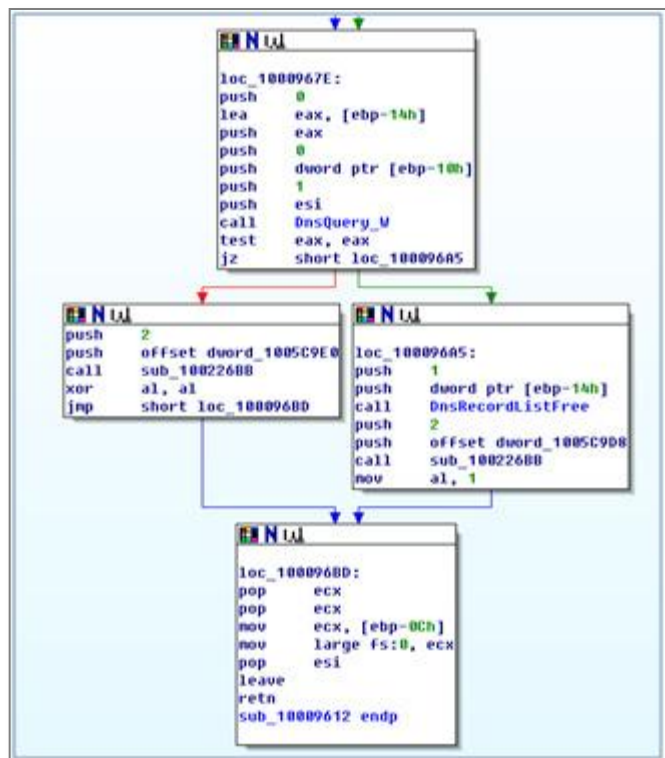 loc_1000967E:
push 0
lea eax, [ebp-14h]
push eax
push 0
push dword ptr [ebp-10h]
push 1
push esi
call DnsQuery_W
test eax, eax
jz short loc_100096A5
push 2
push offset dword_1005C9E0
call sub_100226BB
xor al, al
jmp short loc_100096BD
loc_100096A5:
push 1
push dword ptr [ebp-14h]
call DnsRecordListFree
push 2
push offset dword_1005C9D8
call sub_100226BB
mov al, 1
loc_100096BD:
pop ecx
pop ecx
mov ecx, [ebp-0Ch]
mov large fs:0, ecx
pop esi
leave
retn
sub_10009612 endp